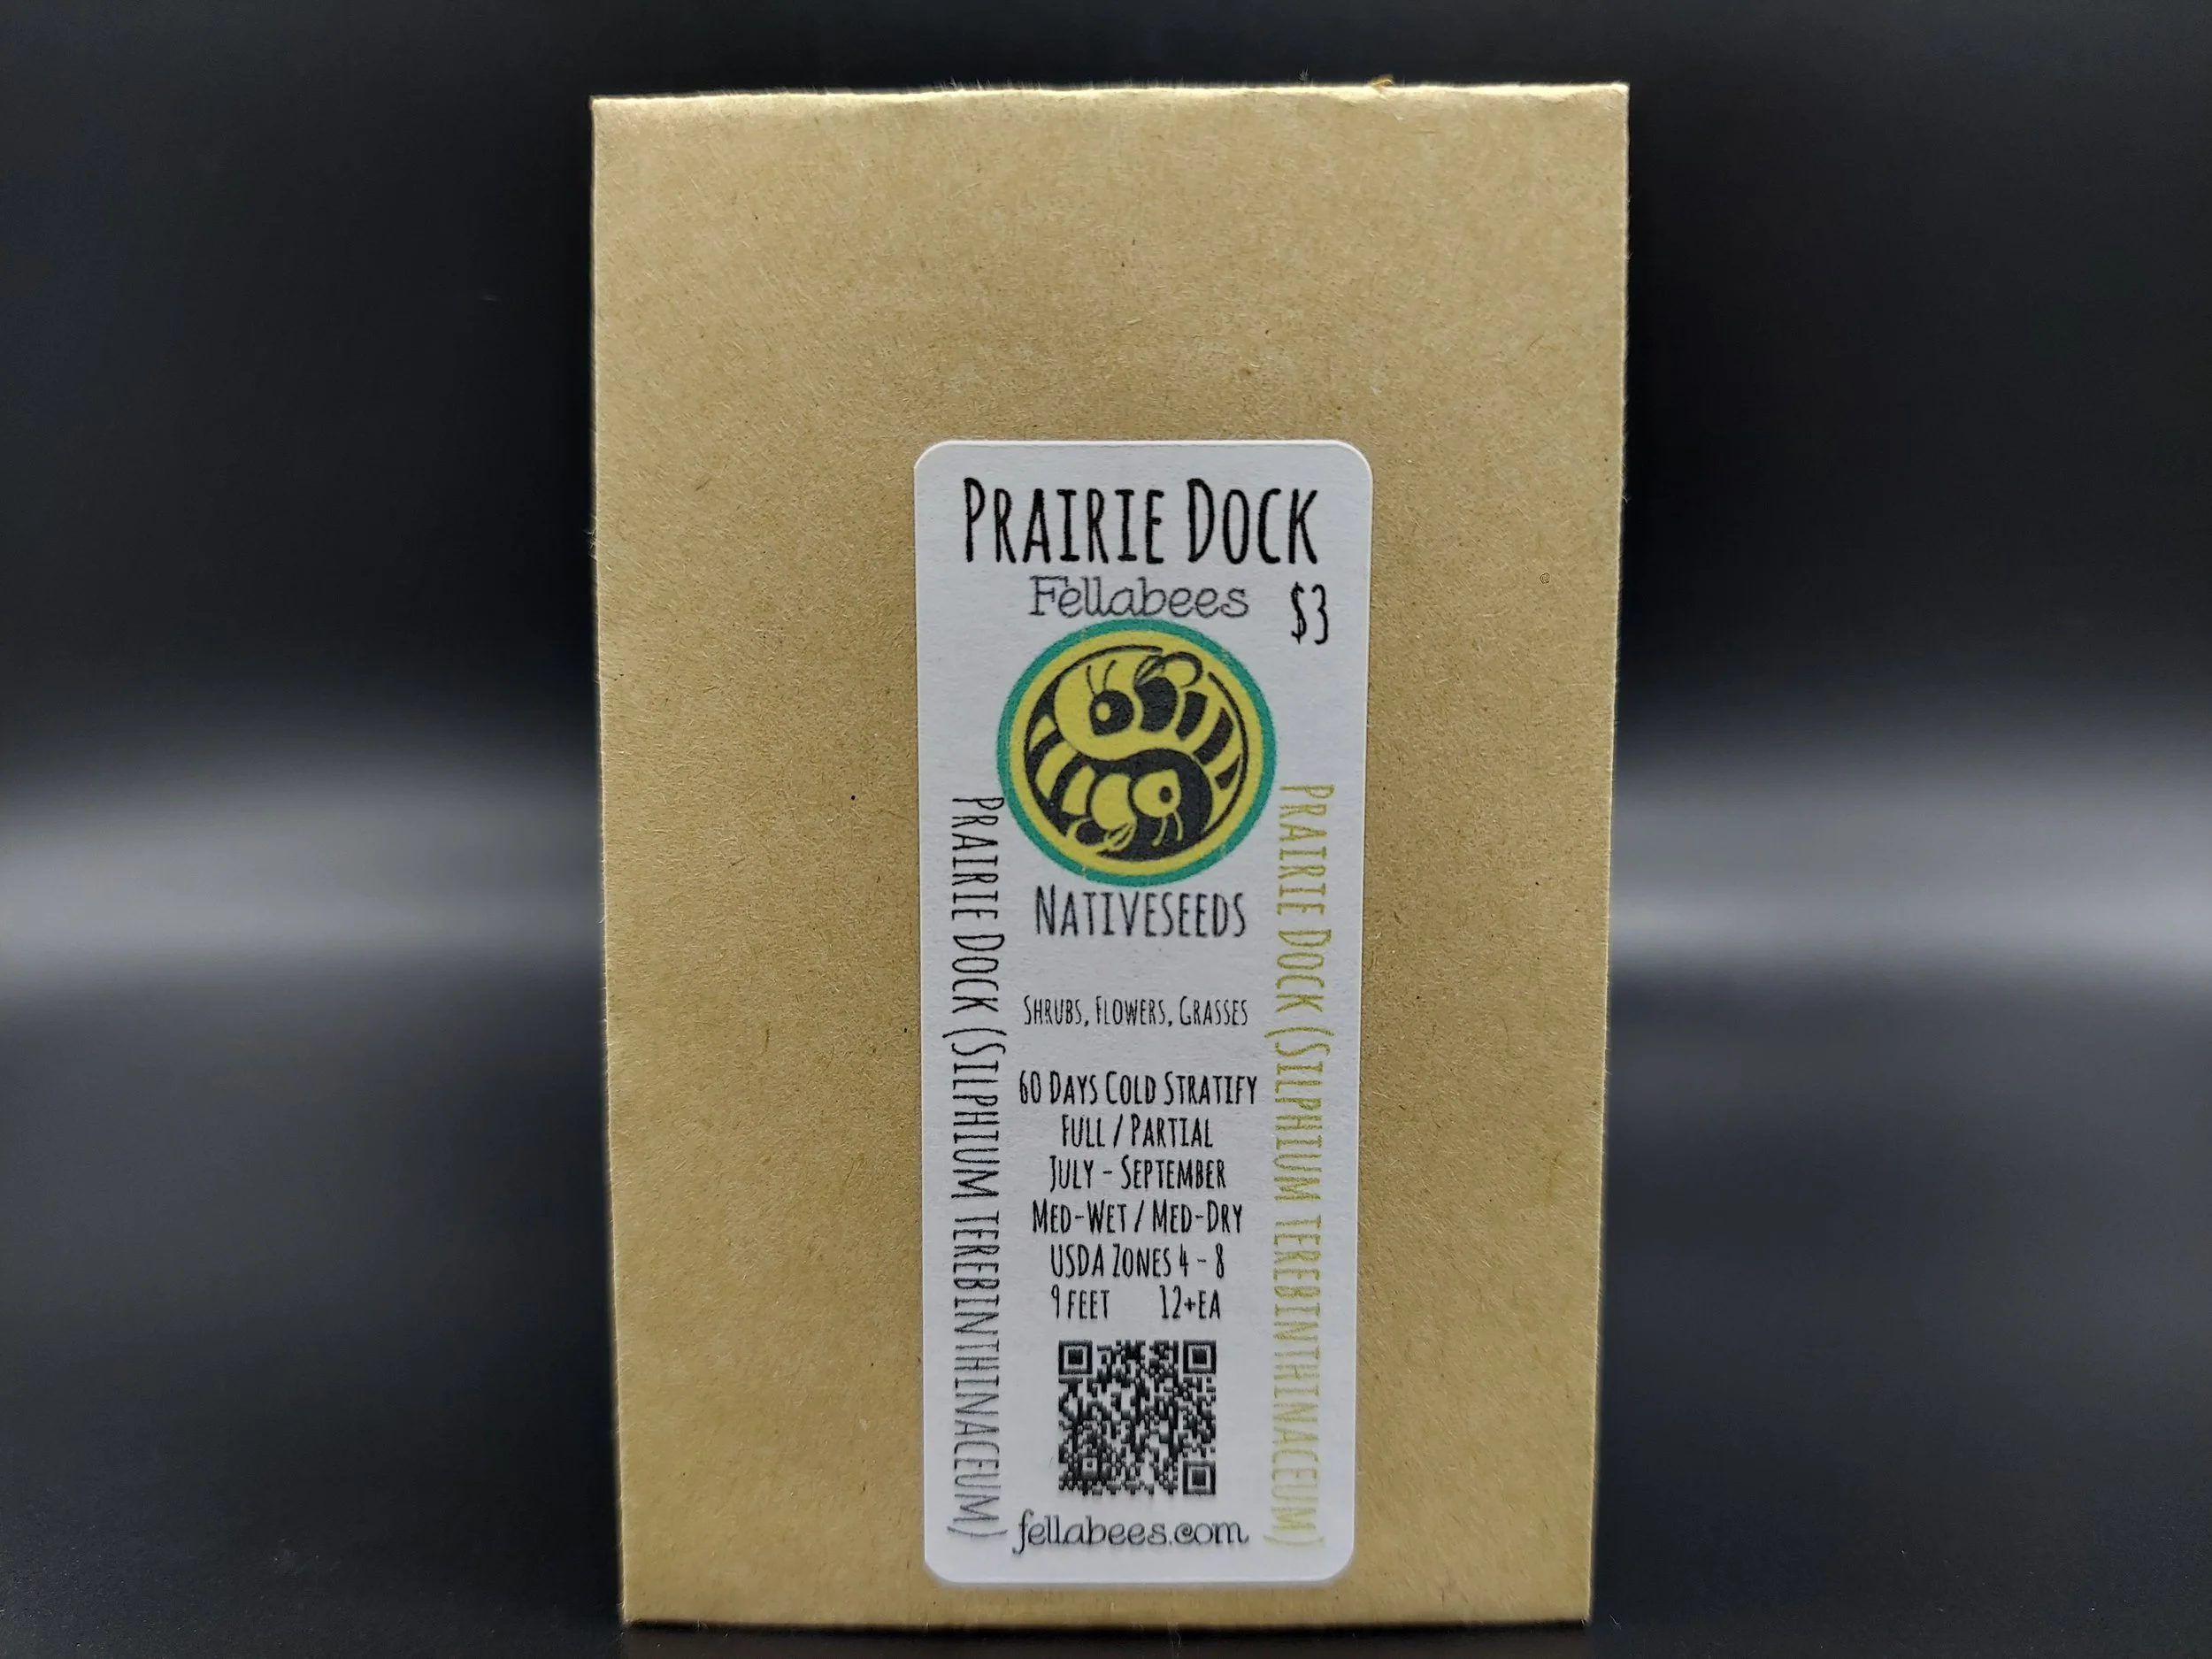 Prairie Dock
Fellabees
$3
Nativeseeds
Shrubs, Flowers, Grasses
60 Days Cold Stratify
Full / Partial
July - September
Med-Wet / Med-Dry
USDA Zones 4 - 8
9 feet 12+ea
fellabees.com
Prairie Dock (Silphium terebinthinaceum)
Prairie Dock (Silphium terebinthinaceum)